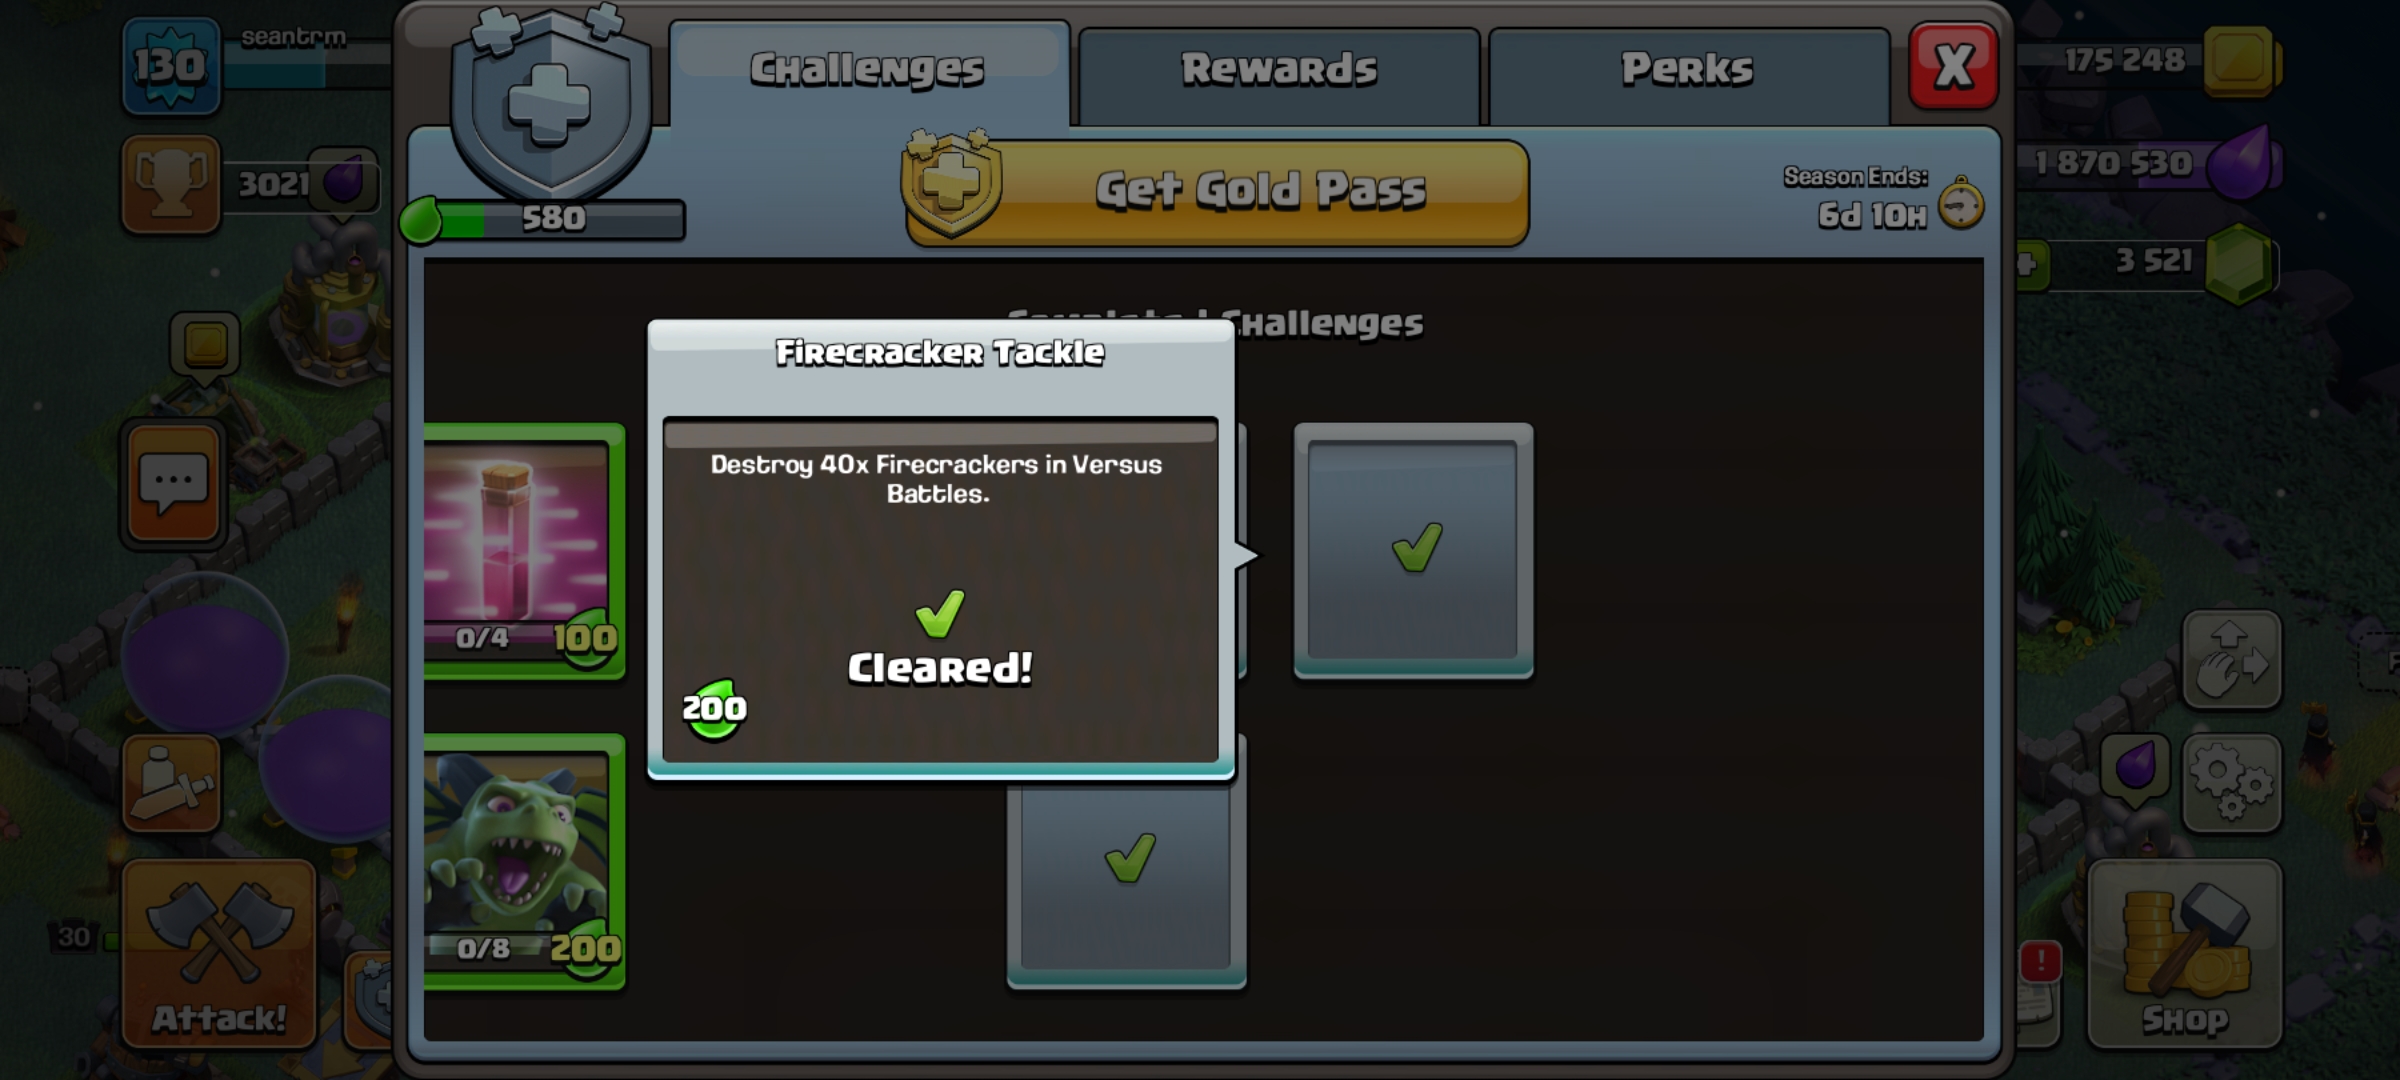 130
seantrm
Challenges
Rewards
Perks
X
175 248
3021
Get Gold Pass
Season Ends:
6d 10h
580
1 870 530
3 521
Challenges
Firecracker Tackle
Destroy 40x Firecrackers in Versus
Battles.
Cleared!
200
0/4
100
0/8
200
30
Attack!
!
Shop